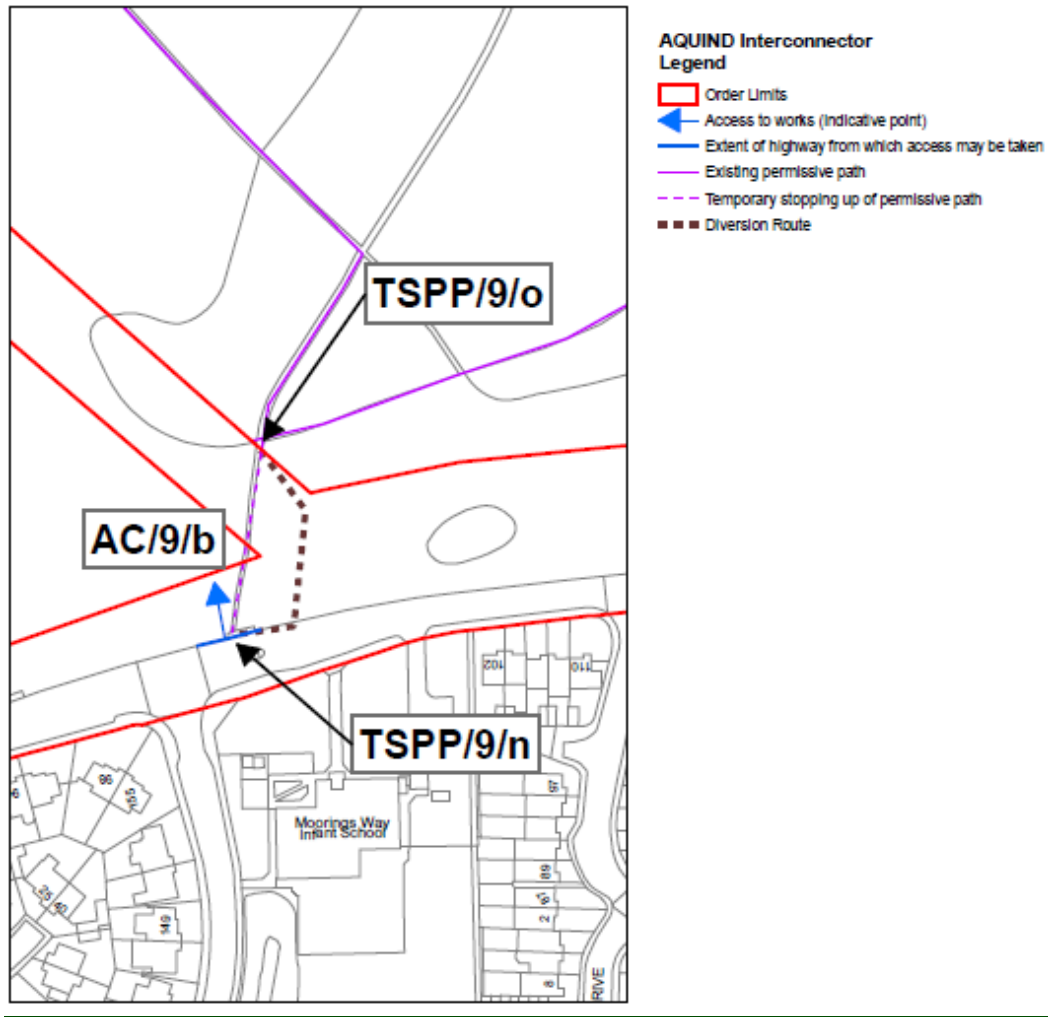 AQUIND Interconnector
Legend
Order Limits
Access to works (indicative point)
Extent of highway from which access may be taken
Existing permissive path
Temporary stopping up of permissive path
Diversion Route
TSPP/9/o
AC/9/b
TSPP/9/n
102
110
96
155
97
Moorings Way
Infant School
89
25
40
149
2
8
RIVE